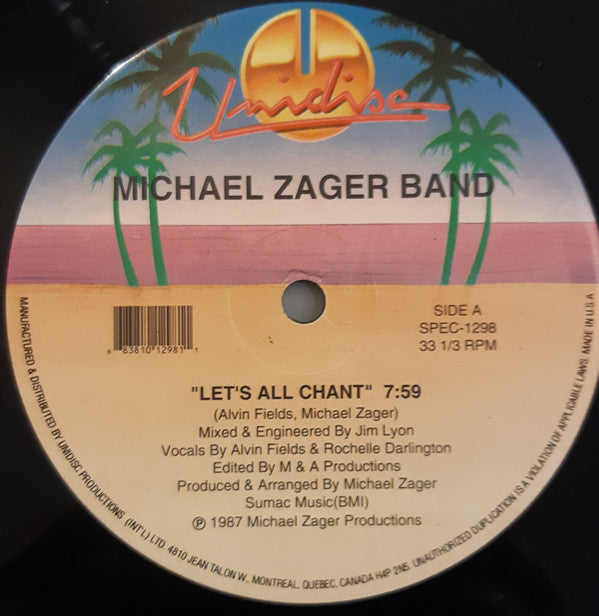 Unidisc
MICHAEL ZAGER BAND
6 83810 12981 1
SIDE A
SPEC-1298
33 1/3 RPM
"LET'S ALL CHANT" 7:59
(Alvin Fields, Michael Zager)
Mixed & Engineered By Jim Lyon
Vocals By Alvin Fields & Rochelle Darlington
Edited By M & A Productions
Produced & Arranged By Michael Zager
Sumac Music(BMI)
℗ 1987 Michael Zager Productions
MANUFACTURED & DISTRIBUTED BY UNIDISC PRODUCTIONS (INT'L) LTD. 4810 JEAN TALON W., MONTREAL, QUEBEC, CANADA H4P 2N5. UNAUTHORIZED DUPLICATION IS A VIOLATION OF APPLICABLE LAWS. MADE IN U.S.A